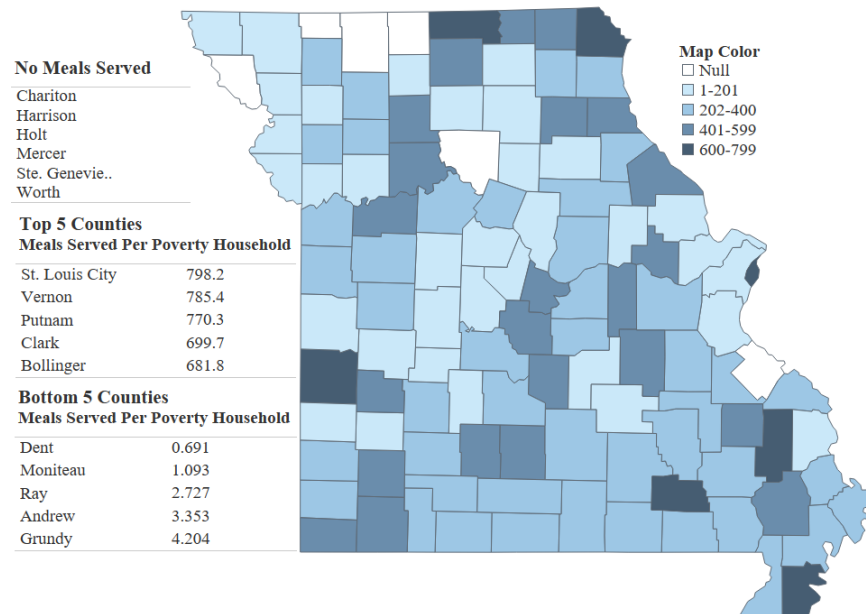 No Meals Served
Chariton
Harrison
Holt
Mercer
Ste. Genevie..
Worth
Top 5 Counties
Meals Served Per Poverty Household
St. Louis City 798.2
Vernon 785.4
Putnam 770.3
Clark 699.7
Bollinger 681.8
Bottom 5 Counties
Meals Served Per Poverty Household
Dent 0.691
Moniteau 1.093
Ray 2.727
Andrew 3.353
Grundy 4.204
Map Color
Null
1-201
202-400
401-599
600-799